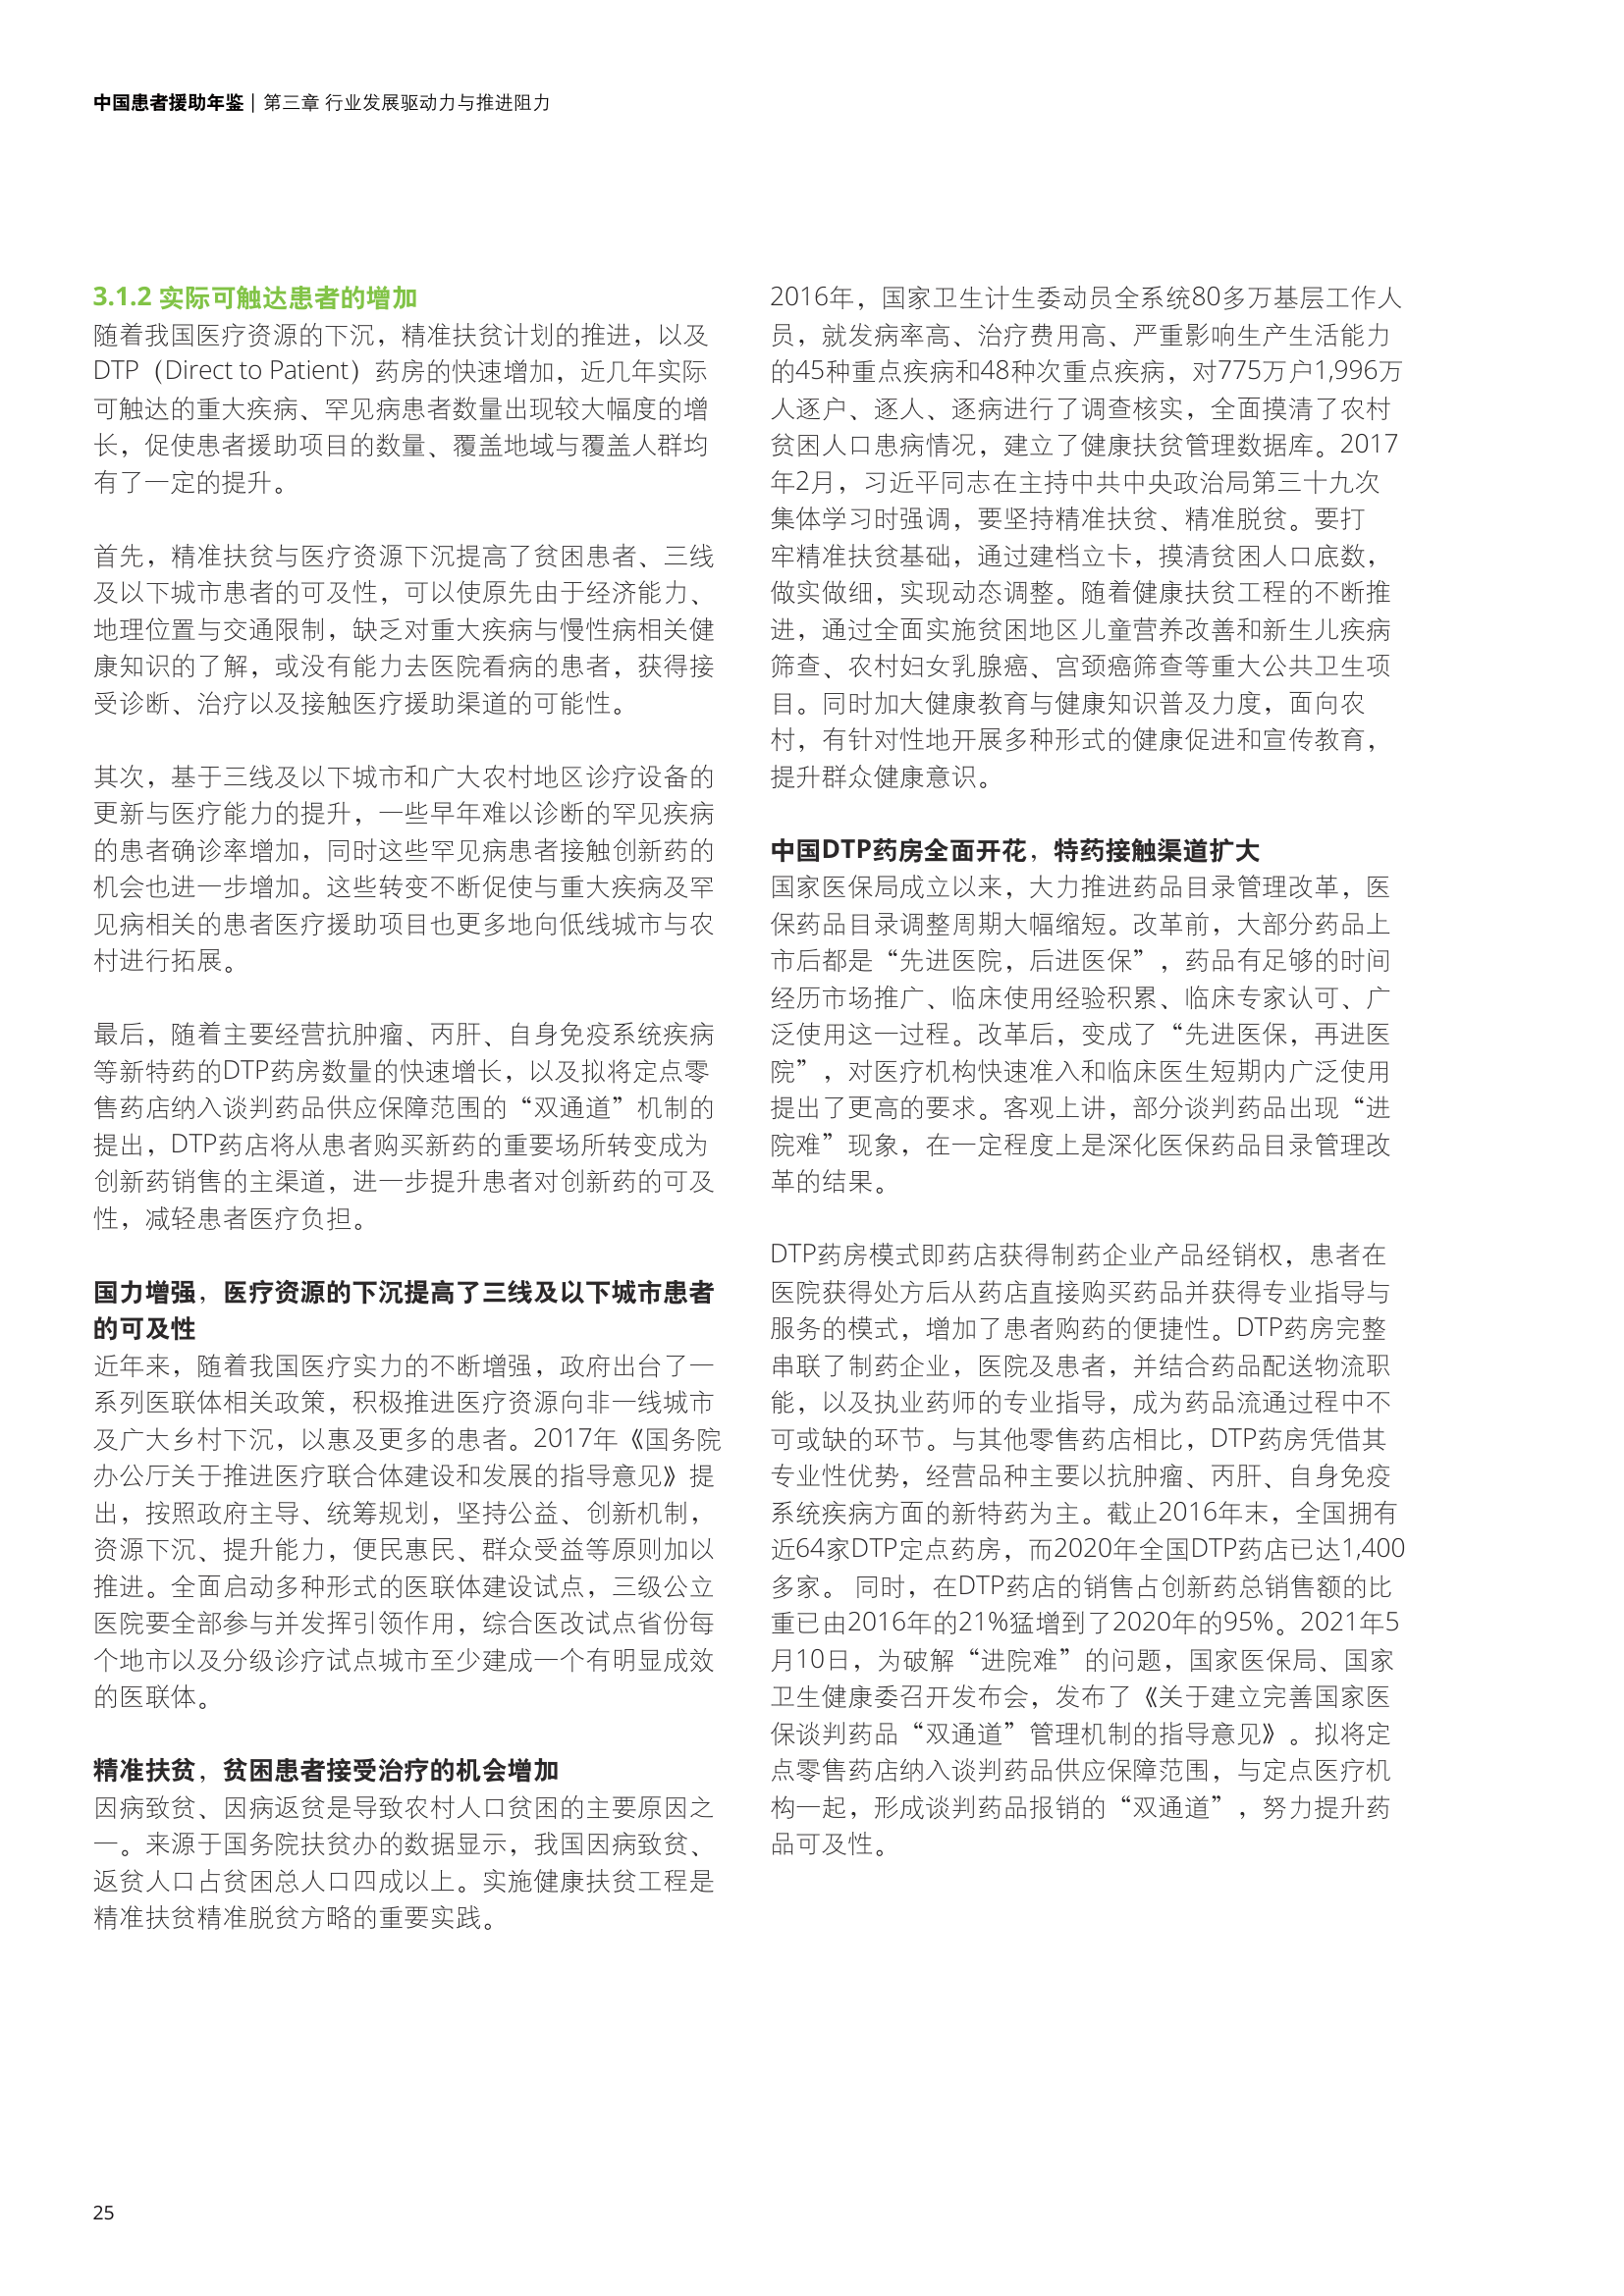 中国患者援助年鉴 | 第三章 行业发展驱动力与推进阻力
3.1.2 实际可触达患者的增加
随着我国医疗资源的下沉，精准扶贫计划的推进，以及
DTP（Direct to Patient）药房的快速增加，近几年实际
可触达的重大疾病、罕见病患者数量出现较大幅度的增
长，促使患者援助项目的数量、覆盖地域与覆盖人群均
有了一定的提升。
首先，精准扶贫与医疗资源下沉提高了贫困患者、三线
及以下城市患者的可及性，可以使原先由于经济能力、
地理位置与交通限制，缺乏对重大疾病与慢性病相关健
康知识的了解，或没有能力去医院看病的患者，获得接
受诊断、治疗以及接触医疗援助渠道的可能性。
其次，基于三线及以下城市和广大农村地区诊疗设备的
更新与医疗能力的提升，一些早年难以诊断的罕见疾病
的患者确诊率增加，同时这些罕见病患者接触创新药的
机会也进一步增加。这些转变不断促使与重大疾病及罕
见病相关的患者医疗援助项目也更多地向低线城市与农
村进行拓展。
最后，随着主要经营抗肿瘤、丙肝、自身免疫系统疾病
等新特药的DTP药房数量的快速增长，以及拟将定点零
售药店纳入谈判药品供应保障范围的“双通道”机制的
提出，DTP药店将从患者购买新药的重要场所转变成为
创新药销售的主渠道，进一步提升患者对创新药的可及
性，减轻患者医疗负担。
国力增强，医疗资源的下沉提高了三线及以下城市患者
的可及性
近年来，随着我国医疗实力的不断增强，政府出台了一
系列医联体相关政策，积极推进医疗资源向非一线城市
及广大乡村下沉，以惠及更多的患者。2017年《国务院
办公厅关于推进医疗联合体建设和发展的指导意见》提
出，按照政府主导、统筹规划，坚持公益、创新机制，
资源下沉、提升能力，便民惠民、群众受益等原则加以
推进。全面启动多种形式的医联体建设试点，三级公立
医院要全部参与并发挥引领作用，综合医改试点省份每
个地市以及分级诊疗试点城市至少建成一个有明显成效
的医联体。
精准扶贫，贫困患者接受治疗的机会增加
因病致贫、因病返贫是导致农村人口贫困的主要原因之
一。来源于国务院扶贫办的数据显示，我国因病致贫、
返贫人口占贫困总人口四成以上。实施健康扶贫工程是
精准扶贫精准脱贫方略的重要实践。
2016年，国家卫生计生委动员全系统80多万基层工作人
员，就发病率高、治疗费用高、严重影响生产生活能力
的45种重点疾病和48种次重点疾病，对775万户1,996万
人逐户、逐人、逐病进行了调查核实，全面摸清了农村
贫困人口患病情况，建立了健康扶贫管理数据库。2017
年2月，习近平同志在主持中共中央政治局第三十九次
集体学习时强调，要坚持精准扶贫、精准脱贫。要打
牢精准扶贫基础，通过建档立卡，摸清贫困人口底数，
做实做细，实现动态调整。随着健康扶贫工程的不断推
进，通过全面实施贫困地区儿童营养改善和新生儿疾病
筛查、农村妇女乳腺癌、宫颈癌筛查等重大公共卫生项
目。同时加大健康教育与健康知识普及力度，面向农
村，有针对性地开展多种形式的健康促进和宣传教育，
提升群众健康意识。
中国DTP药房全面开花，特药接触渠道扩大
国家医保局成立以来，大力推进药品目录管理改革，医
保药品目录调整周期大幅缩短。改革前，大部分药品上
市后都是“先进医院，后进医保”，药品有足够的时间
经历市场推广、临床使用经验积累、临床专家认可、广
泛使用这一过程。改革后，变成了“先进医保，再进医
院”，对医疗机构快速准入和临床医生短期内广泛使用
提出了更高的要求。客观上讲，部分谈判药品出现“进
院难”现象，在一定程度上是深化医保药品目录管理改
革的结果。
DTP药房模式即药店获得制药企业产品经销权，患者在
医院获得处方后从药店直接购买药品并获得专业指导与
服务的模式，增加了患者购药的便捷性。DTP药房完整
串联了制药企业，医院及患者，并结合药品配送物流职
能，以及执业药师的专业指导，成为药品流通过程中不
可或缺的环节。与其他零售药店相比，DTP药房凭借其
专业性优势，经营品种主要以抗肿瘤、丙肝、自身免疫
系统疾病方面的新特药为主。截止2016年末，全国拥有
近64家DTP定点药房，而2020年全国DTP药店已达1,400
多家。 同时，在DTP药店的销售占创新药总销售额的比
重已由2016年的21%猛增到了2020年的95%。2021年5
月10日，为破解“进院难”的问题，国家医保局、国家
卫生健康委召开发布会，发布了《关于建立完善国家医
保谈判药品“双通道”管理机制的指导意见》。拟将定
点零售药店纳入谈判药品供应保障范围，与定点医疗机
构一起，形成谈判药品报销的“双通道”，努力提升药
品可及性。
25